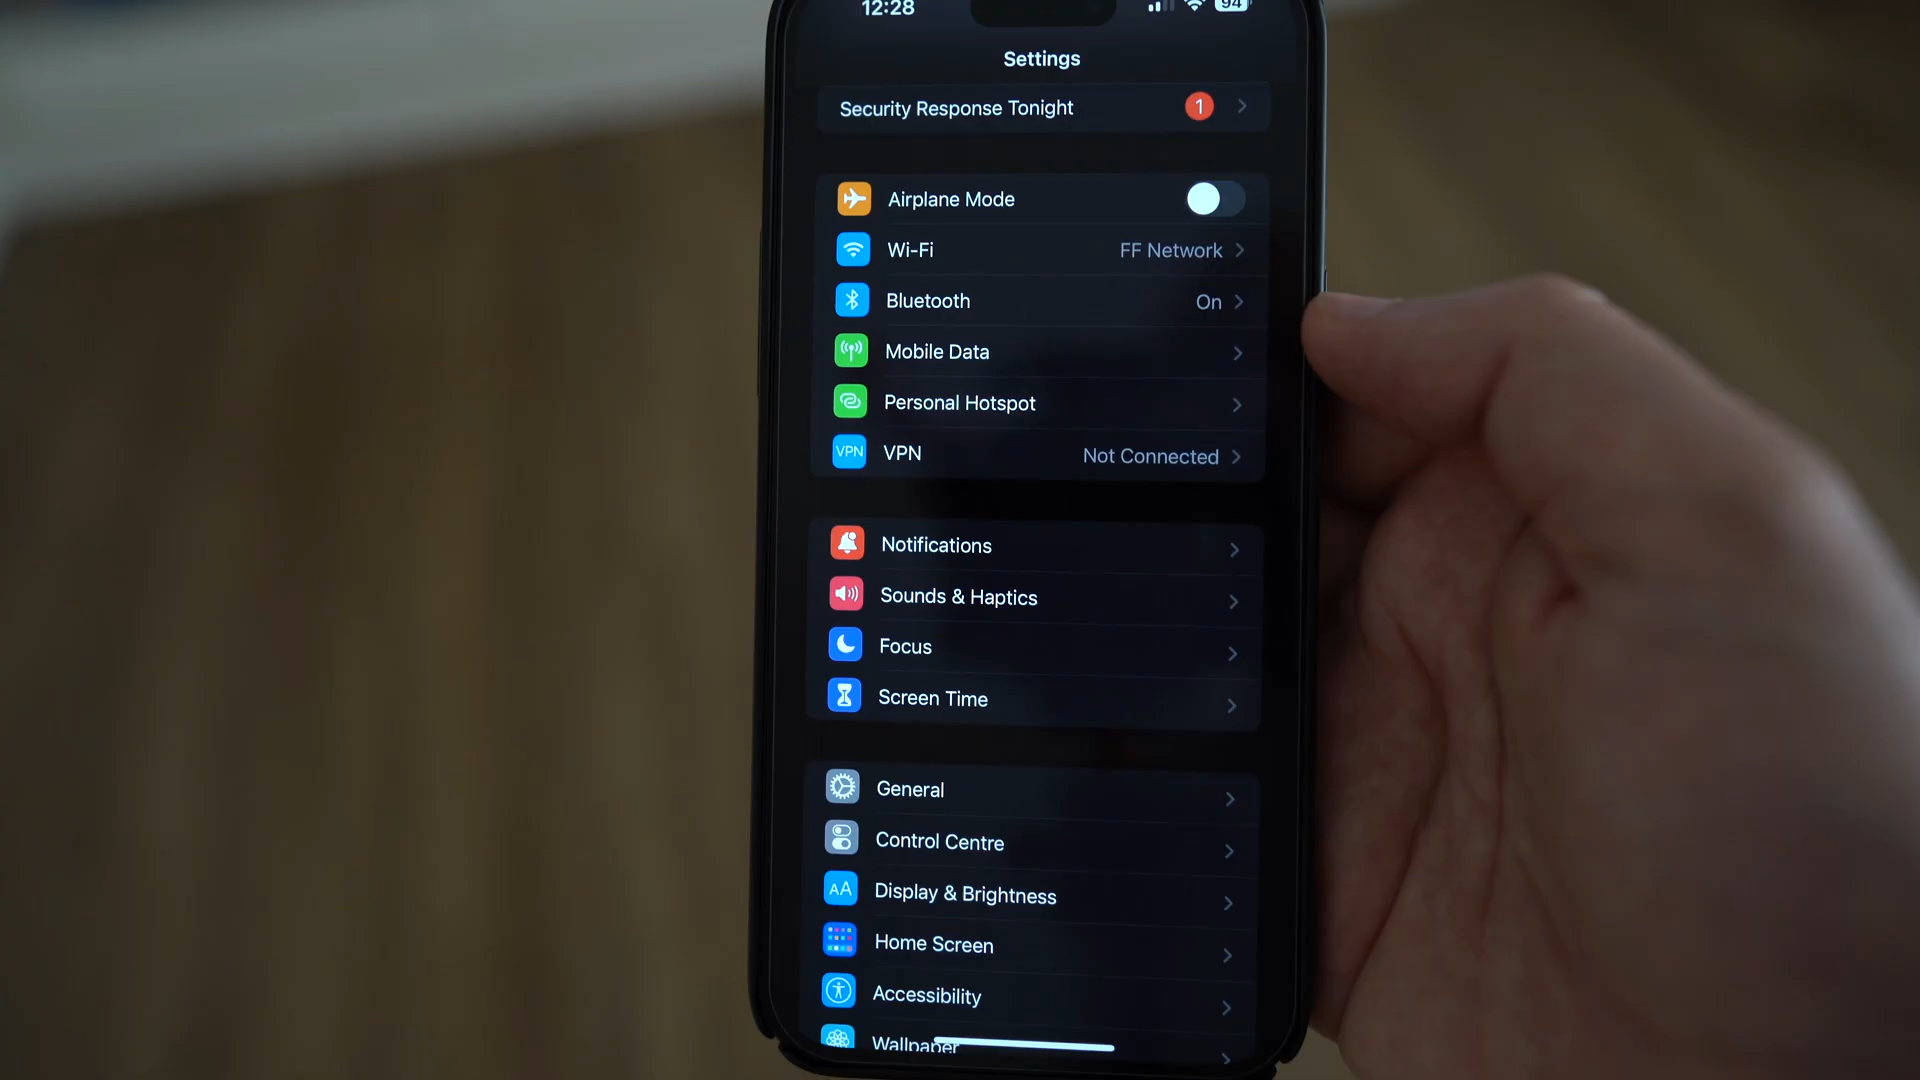 12:28
94
Settings
Security Response Tonight 1
Airplane Mode
Wi-Fi FF Network
Bluetooth On
Mobile Data
Personal Hotspot
VPN VPN Not Connected
Notifications
Sounds & Haptics
Focus
Screen Time
General
Control Centre
AA Display & Brightness
Home Screen
Accessibility
Wallpaper